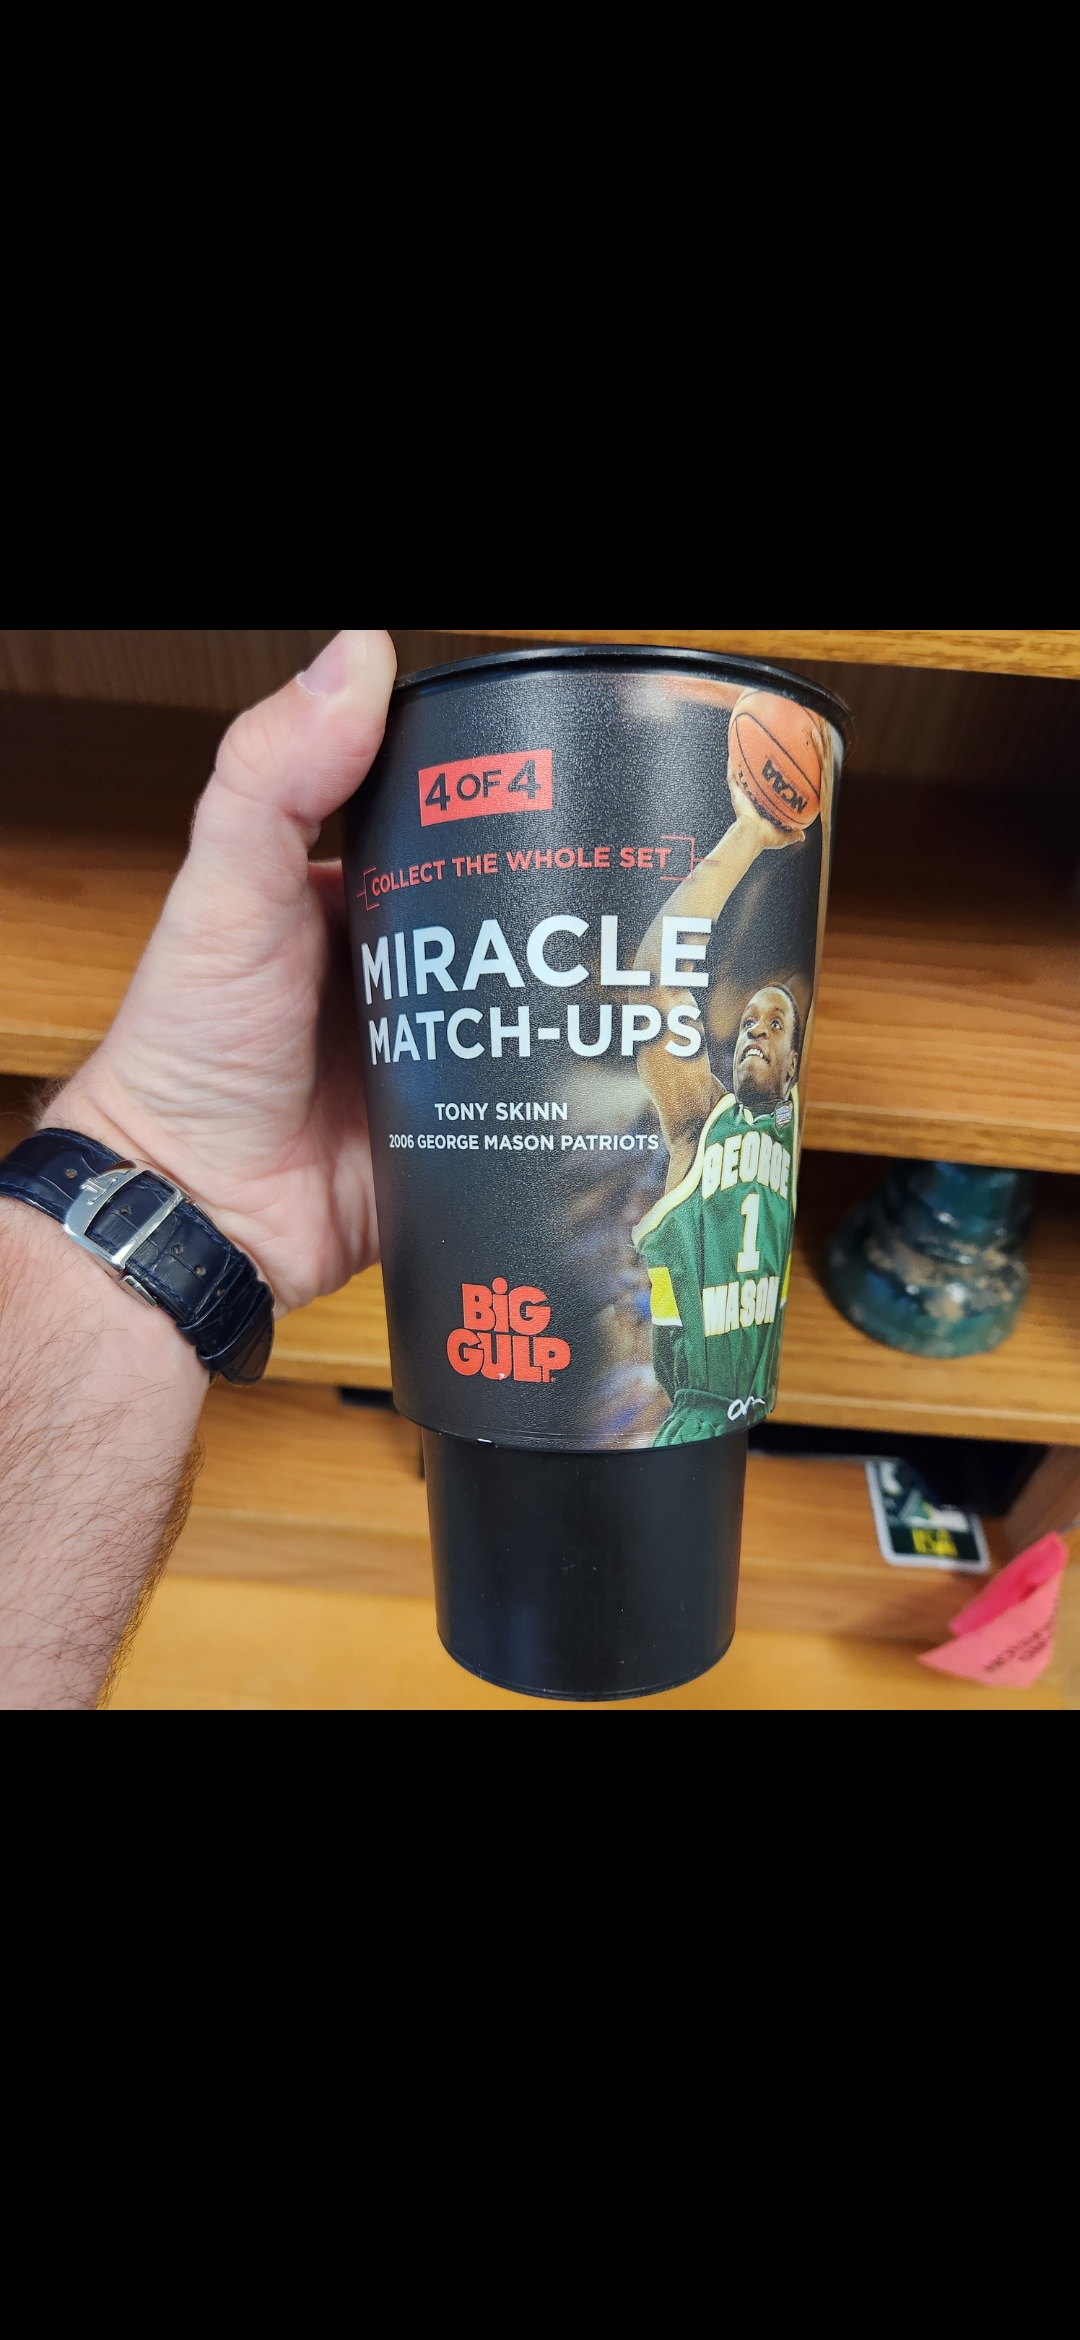 4 OF 4
COLLECT THE WHOLE SET
MIRACLE
MATCH-UPS
TONY SKINN
2006 GEORGE MASON PATRIOTS
BiG
GULP
NCAA
GEORGE
1
MASON